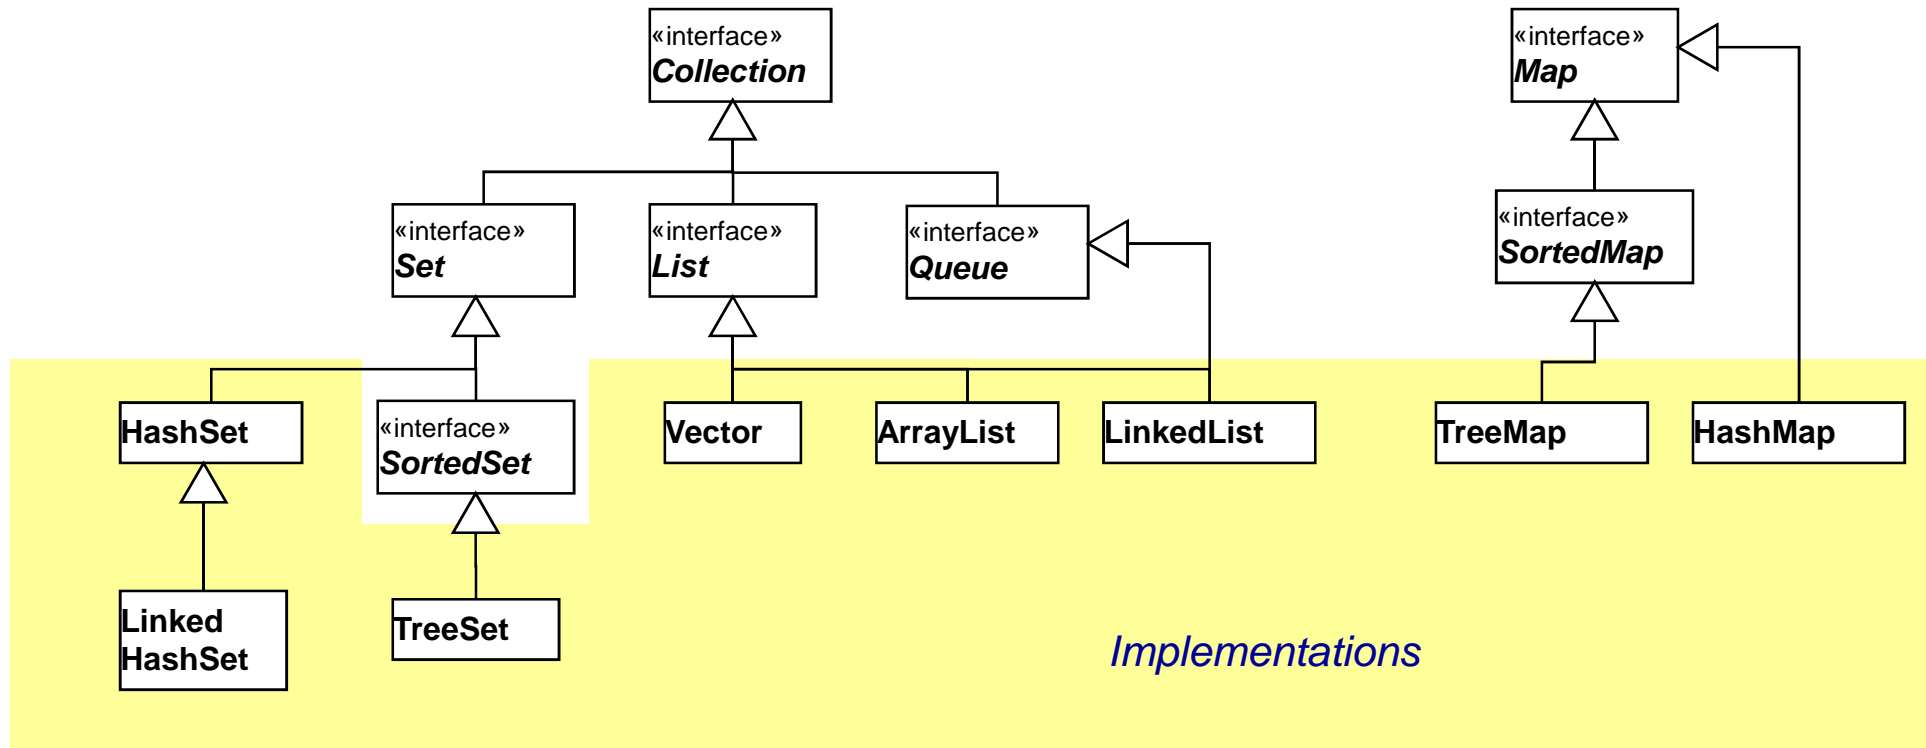 «interface»
Collection
«interface»
Map
«interface»
Set
«interface»
List
«interface»
Queue
«interface»
SortedMap
HashSet
«interface»
SortedSet
Vector
ArrayList
LinkedList
TreeMap
HashMap
Linked
HashSet
TreeSet
Implementations